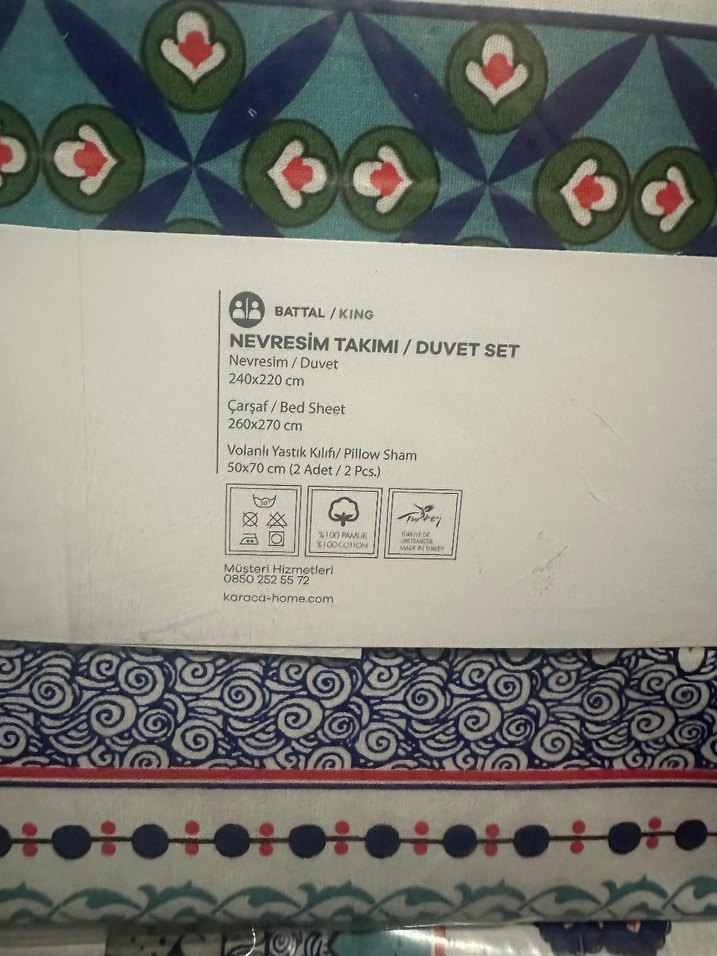 BATTAL / KING
NEVRESİM TAKIMI / DUVET SET
Nevresim / Duvet
240x220 cm
Çarşaf / Bed Sheet
260x270 cm
Volanlı Yastık Kılıfı/ Pillow Sham
50x70 cm (2 Adet / 2 Pcs.)
30°
%100 PAMUK
%100 COTTON
Turkey
TÜRKİYE'DE
ÜRETİLMİŞTİR.
MADE IN TURKEY
Müşteri Hizmetleri
0850 252 55 72
karaca-home.com